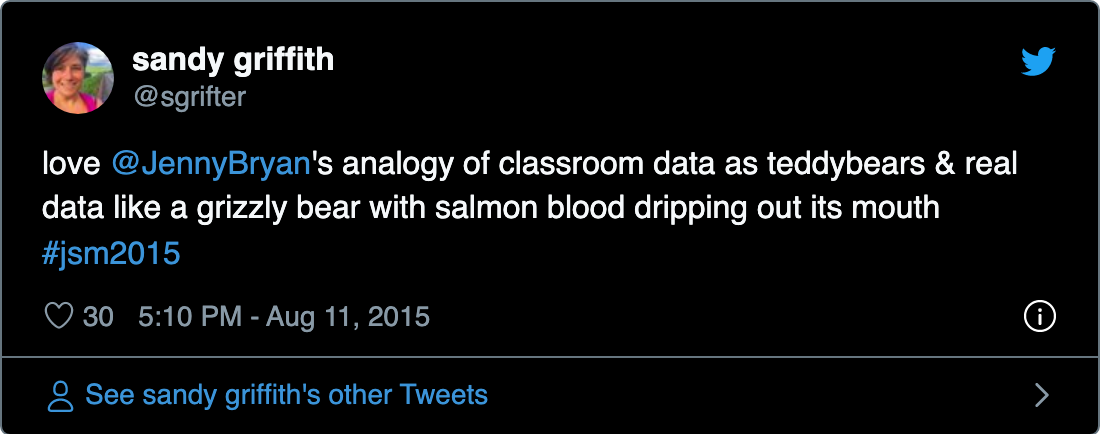 sandy griffith
@sgrifter
love @JennyBryan's analogy of classroom data as teddybears & real
data like a grizzly bear with salmon blood dripping out its mouth
#jsm2015
30 5:10 PM - Aug 11, 2015
See sandy griffith's other Tweets